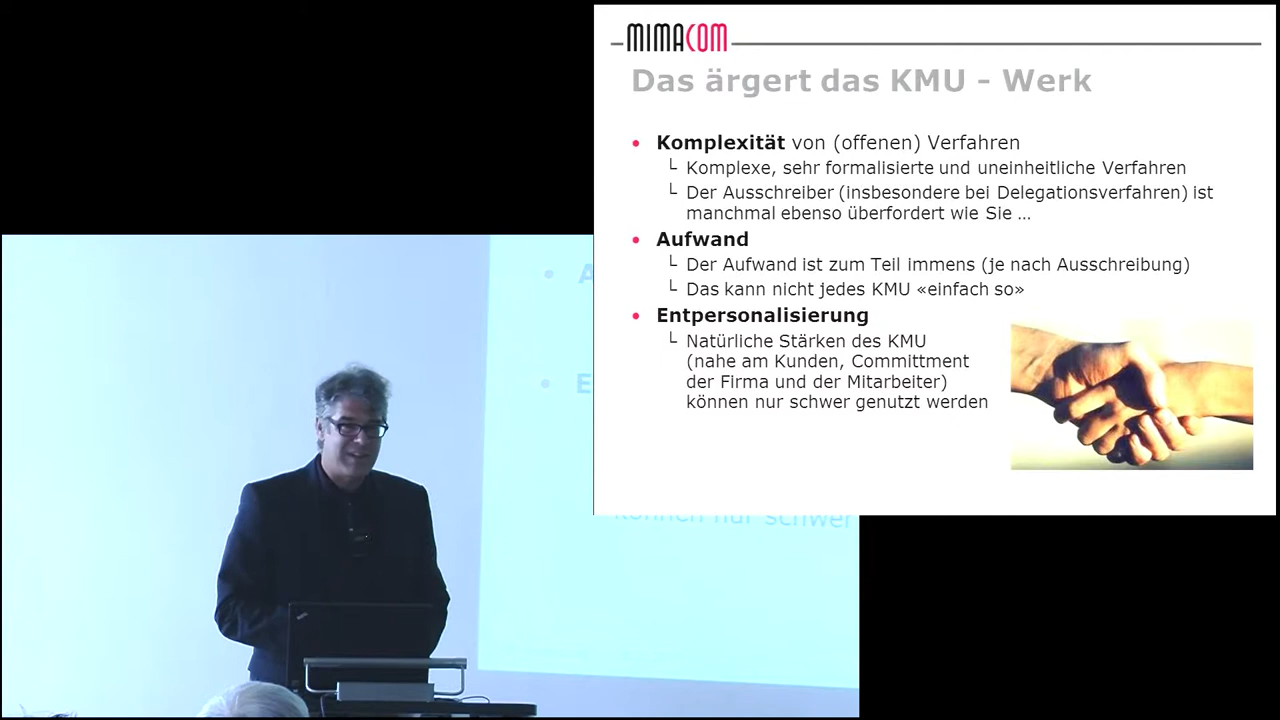 MIMACOM
Das ärgert das KMU - Werk
• Komplexität von (offenen) Verfahren
└ Komplexe, sehr formalisierte und uneinheitliche Verfahren
└ Der Ausschreiber (insbesondere bei Delegationsverfahren) ist
manchmal ebenso überfordert wie Sie …
• Aufwand
└ Der Aufwand ist zum Teil immens (je nach Ausschreibung)
└ Das kann nicht jedes KMU «einfach so»
• Entpersonalisierung
└ Natürliche Stärken des KMU
(nahe am Kunden, Committment
der Firma und der Mitarbeiter)
können nur schwer genutzt werden
• A
• E
können nur schwer